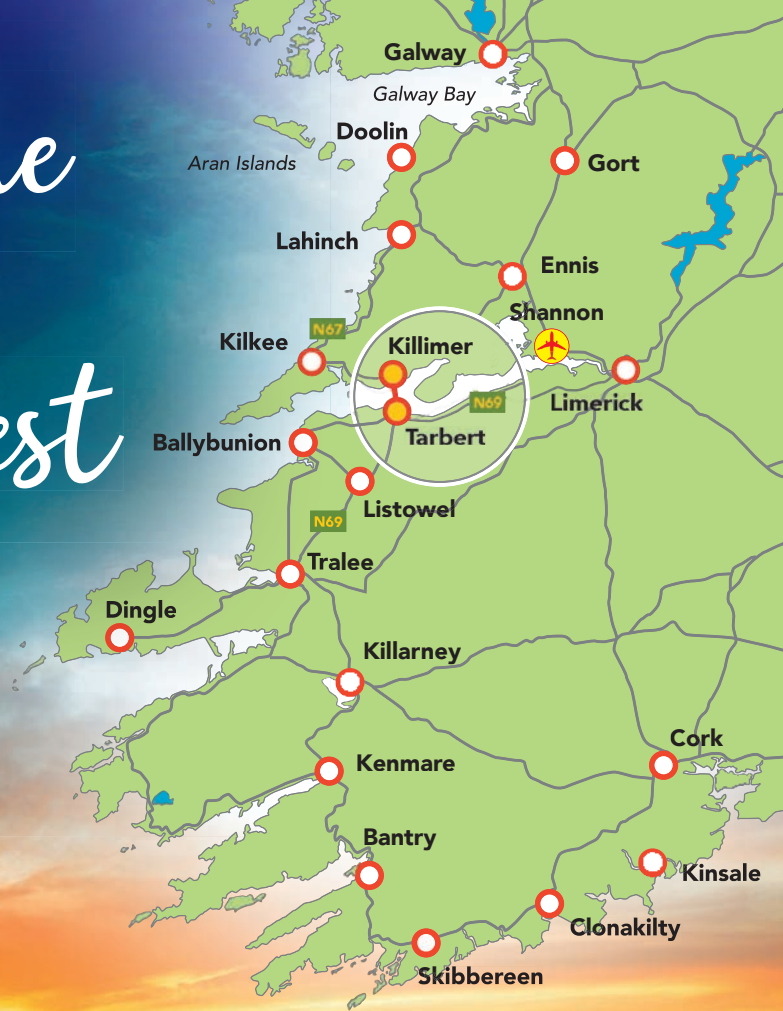 Galway
Galway Bay
Doolin
Aran Islands
Gort
Lahinch
Ennis
Shannon
N67
Kilkee
Killimer
N69
Limerick
Tarbert
Ballybunion
Listowel
N69
Tralee
Dingle
Killarney
Cork
Kenmare
Bantry
Kinsale
Clonakilty
Skibbereen